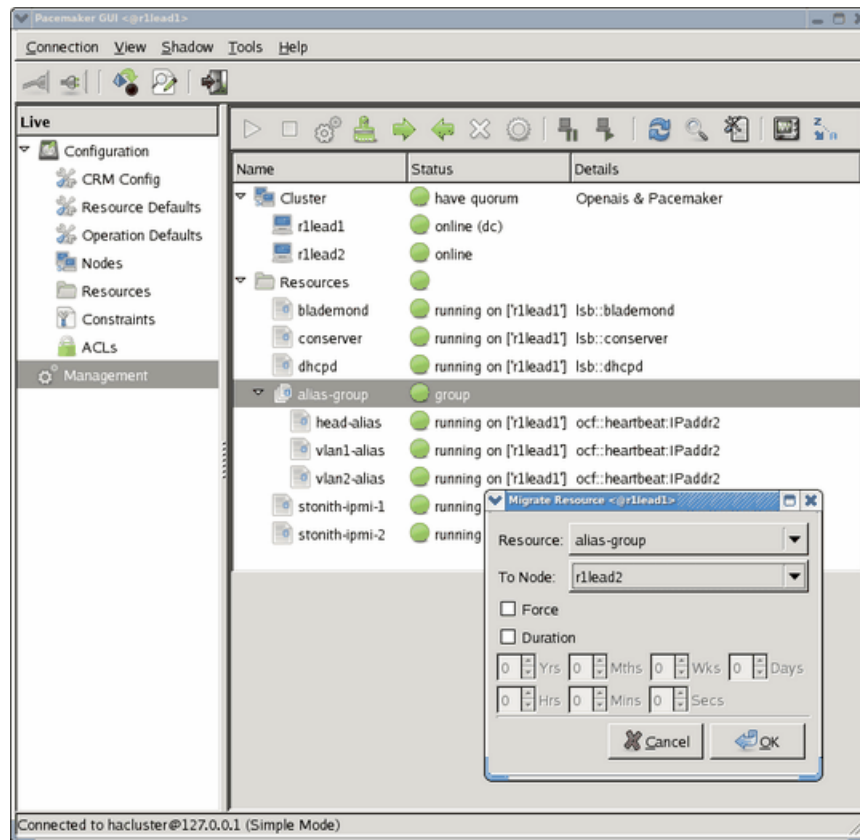 Pacemaker GUI <@r1lead1>
Connection View Shadow Tools Help
Live
Configuration
CRM Config
Resource Defaults
Operation Defaults
Nodes
Resources
Constraints
ACLs
Management
Name Status Details
Cluster have quorum Openais & Pacemaker
r1lead1 online (dc)
r1lead2 online
Resources
blademond running on ['r1lead1'] lsb::blademond
conserver running on ['r1lead1'] lsb::conserver
dhcpd running on ['r1lead1'] lsb::dhcpd
alias-group group
head-alias running on ['r1lead1'] ocf::heartbeat:IPaddr2
vlan1-alias running on ['r1lead1'] ocf::heartbeat:IPaddr2
vlan2-alias running on ['r1lead1'] ocf::heartbeat:IPaddr2
stonith-ipmi-1 running
stonith-ipmi-2 running
Migrate Resource <@r1lead1>
Resource: alias-group
To Node: r1lead2
Force
Duration
0 Yrs 0 Mths 0 Wks 0 Days
0 Hrs 0 Mins 0 Secs
Cancel OK
Connected to hacluster@127.0.0.1 (Simple Mode)